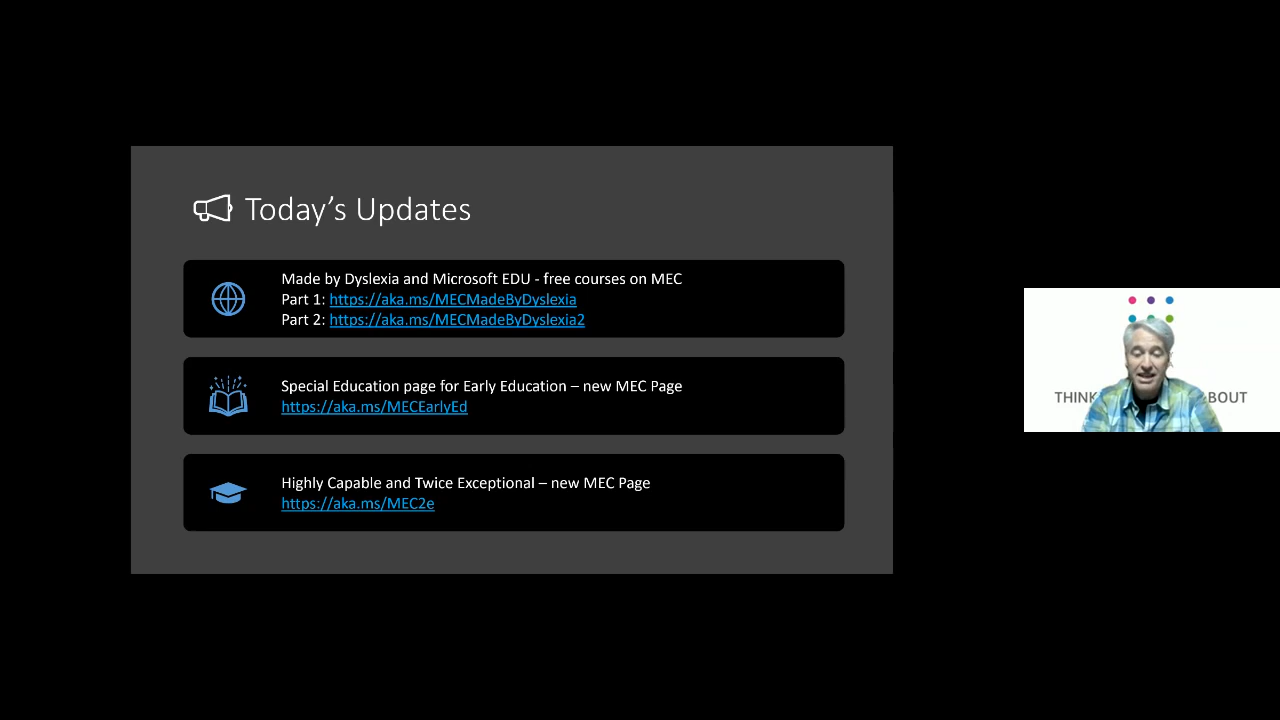 Today's Updates
Made by Dyslexia and Microsoft EDU - free courses on MEC
Part 1: https://aka.ms/MECMadeByDyslexia
Part 2: https://aka.ms/MECMadeByDyslexia2
Special Education page for Early Education – new MEC Page
https://aka.ms/MECEarlyEd
Highly Capable and Twice Exceptional – new MEC Page
https://aka.ms/MEC2e
THINK BOUT